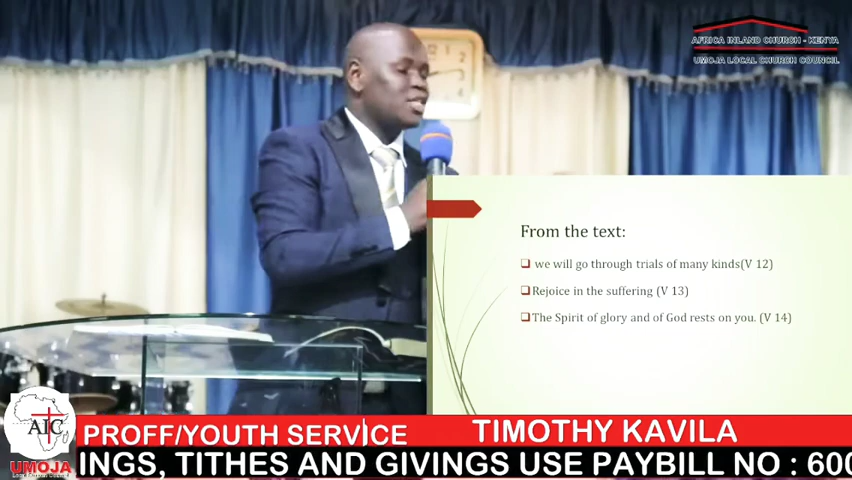 AFRICA INLAND CHURCH - KENYA
UMOJA LOCAL CHURCH COUNCIL
From the text:
we will go through trials of many kinds(V 12)
Rejoice in the suffering (V 13)
The Spirit of glory and of God rests on you. (V 14)
AIC
UMOJA
PROFF/YOUTH SERVICE
TIMOTHY KAVILA
INGS, TITHES AND GIVINGS USE PAYBILL NO : 600